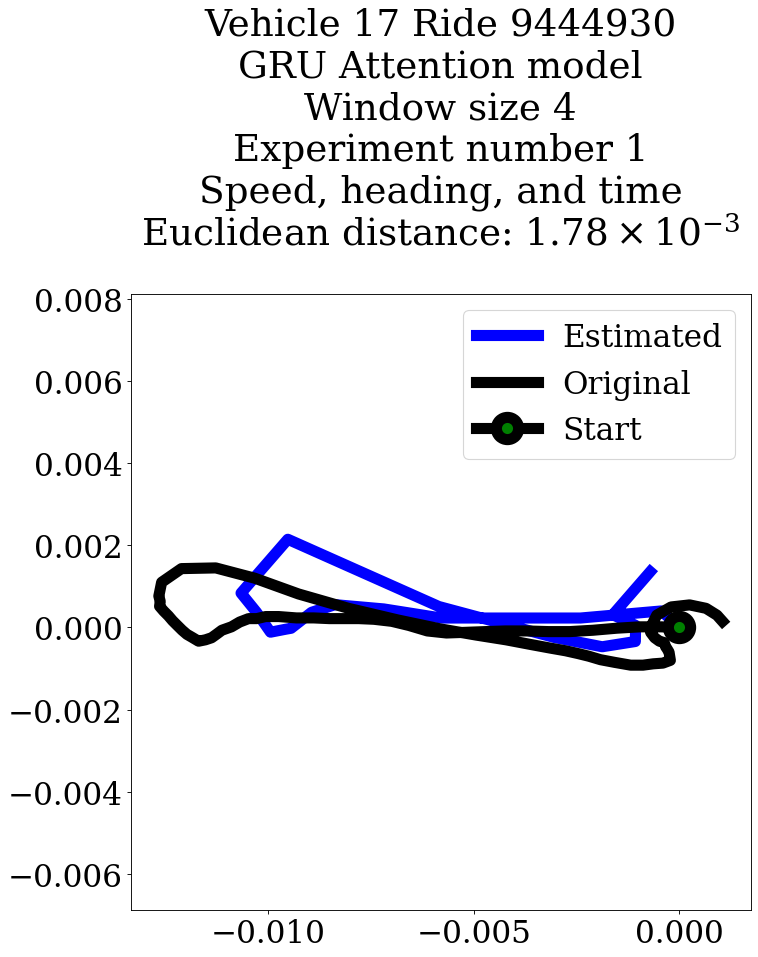 Vehicle 17 Ride 9444930
GRU Attention model
Window size 4
Experiment number 1
Speed, heading, and time
Euclidean distance: 1.78 × 10⁻³
0.008
0.006
0.004
0.002
0.000
−0.002
−0.004
−0.006
Estimated
Original
Start
−0.010
−0.005
0.000